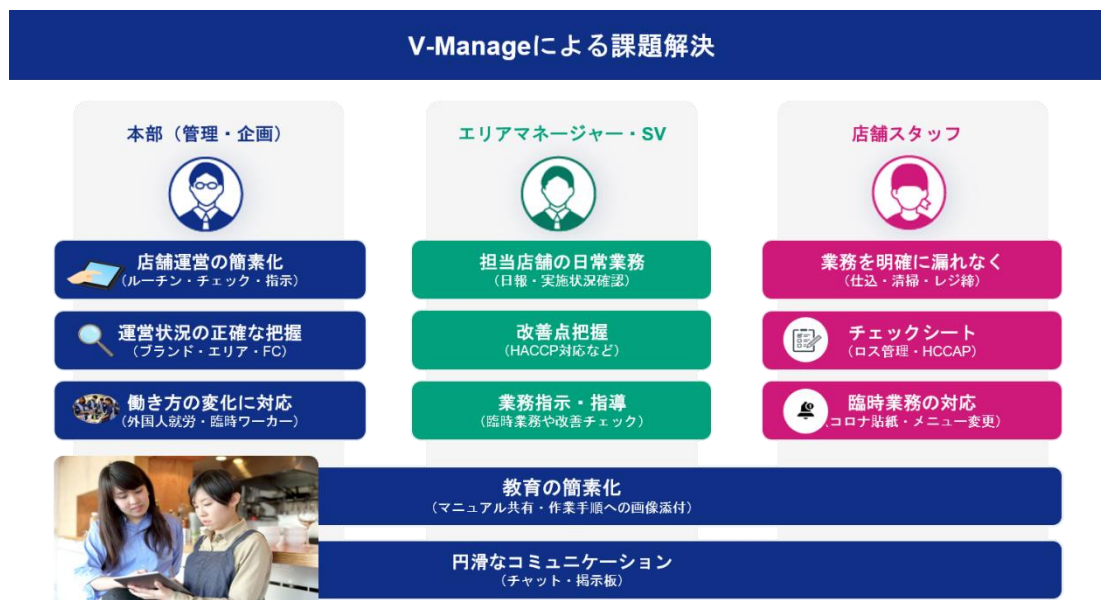 V-Manageによる課題解決
本部（管理・企画）
店舗運営の簡素化
（ルーチン・チェック・指示）
運営状況の正確な把握
（ブランド・エリア・FC）
働き方の変化に対応
（外国人就労・臨時ワーカー）
エリアマネージャー・SV
担当店舗の日常業務
（日報・実施状況確認）
改善点把握
（HACCP対応など）
業務指示・指導
（臨時業務や改善チェック）
店舗スタッフ
業務を明確に漏れなく
（仕込・清掃・レジ締）
チェックシート
（ロス管理・HCCAP）
臨時業務の対応
（コロナ貼紙・メニュー変更）
教育の簡素化
（マニュアル共有・作業手順への画像添付）
円滑なコミュニケーション
（チャット・掲示板）